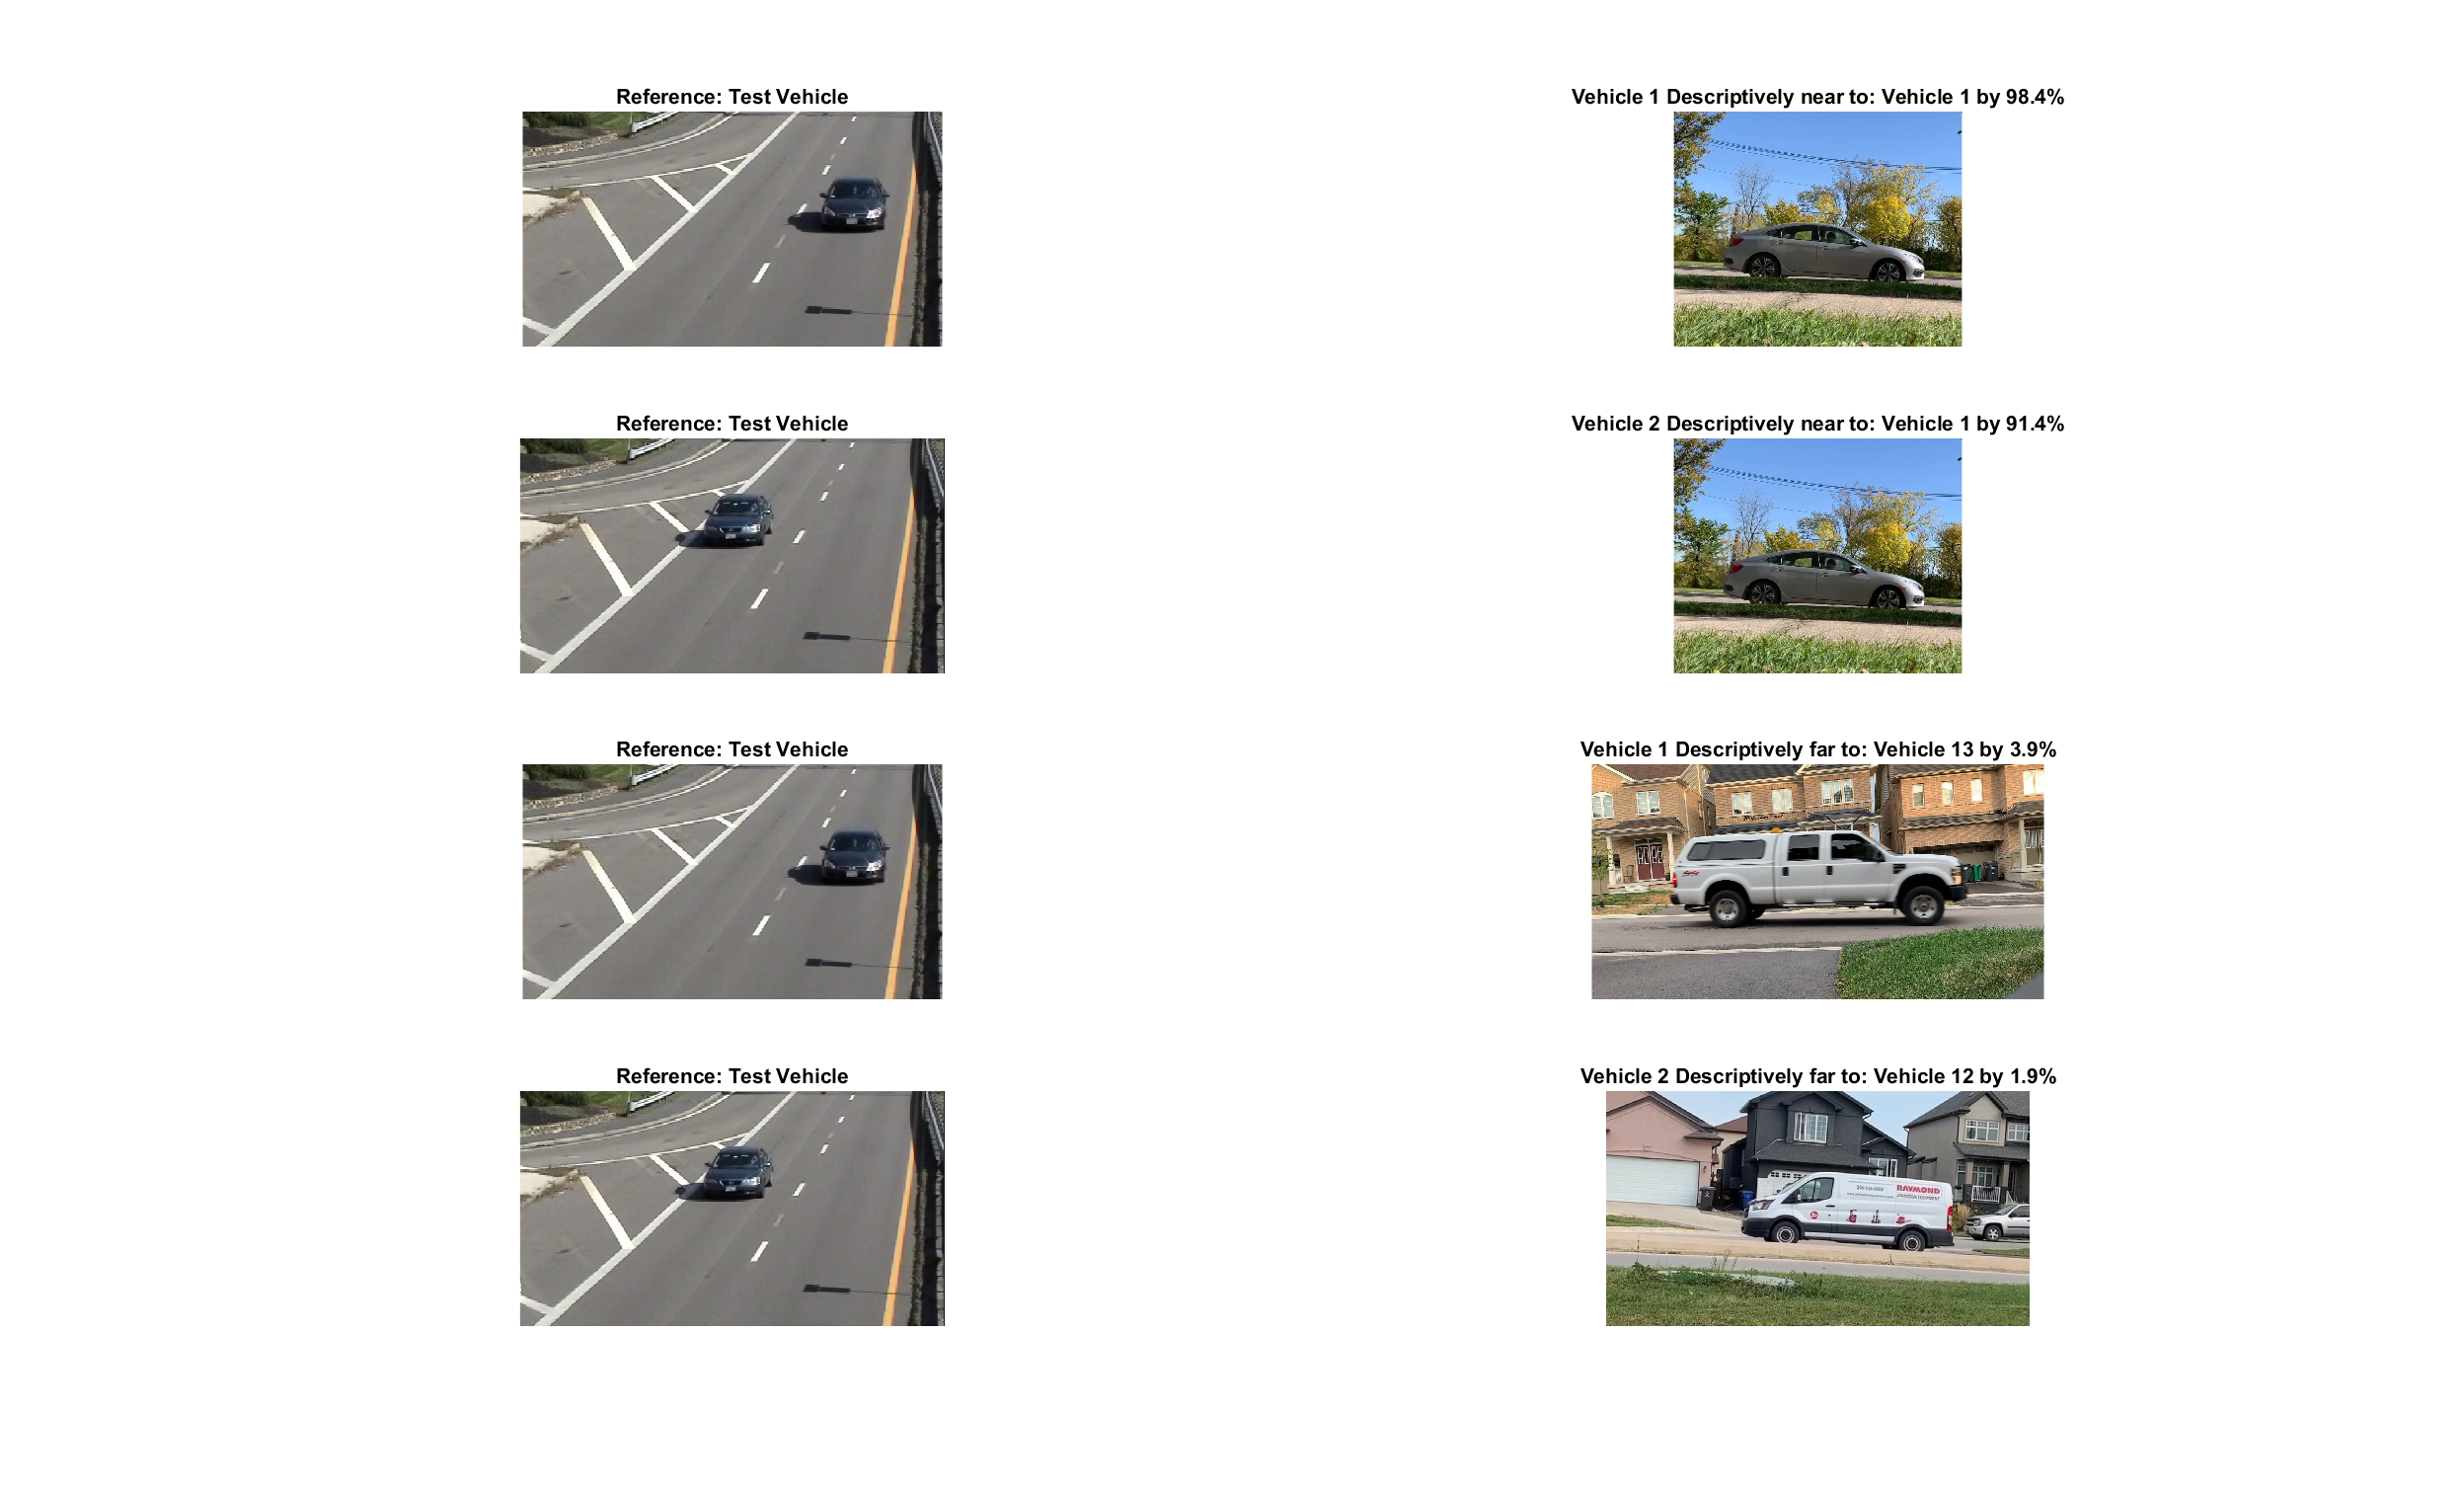 Reference: Test Vehicle
Vehicle 1 Descriptively near to: Vehicle 1 by 98.4%
Reference: Test Vehicle
Vehicle 2 Descriptively near to: Vehicle 1 by 91.4%
Reference: Test Vehicle
Vehicle 1 Descriptively far to: Vehicle 13 by 3.9%
Reference: Test Vehicle
Vehicle 2 Descriptively far to: Vehicle 12 by 1.9%
RAYMOND